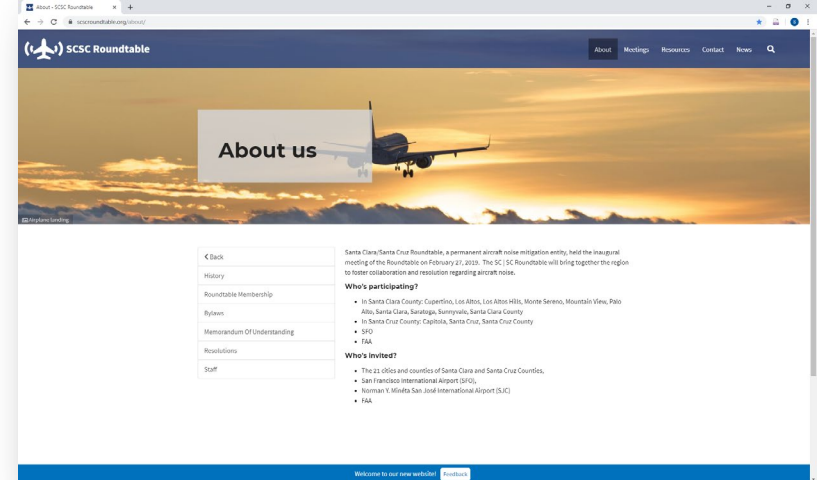 About - SCSC Roundtable
scscroundtable.org/about/
SCSC Roundtable
About Meetings Resources Contact News
About us
Airplane landing
Back
History
Roundtable Membership
Bylaws
Memorandum Of Understanding
Resolutions
Staff
Santa Clara/Santa Cruz Roundtable, a permanent aircraft noise mitigation entity, held the inaugural
meeting of the Roundtable on February 27, 2019. The SC|SC Roundtable will bring together the region
to foster collaboration and resolution regarding aircraft noise.
Who's participating?
• In Santa Clara County: Cupertino, Los Altos, Los Altos Hills, Monte Sereno, Mountain View, Palo
Alto, Santa Clara, Saratoga, Sunnyvale, Santa Clara County
• In Santa Cruz County: Capitola, Santa Cruz, Santa Cruz County
• SFO
• FAA
Who's invited?
• The 21 cities and counties of Santa Clara and Santa Cruz Counties,
• San Francisco International Airport (SFO),
• Norman Y. Minéta San José International Airport (SJC)
• FAA
Welcome to our new website! Feedback